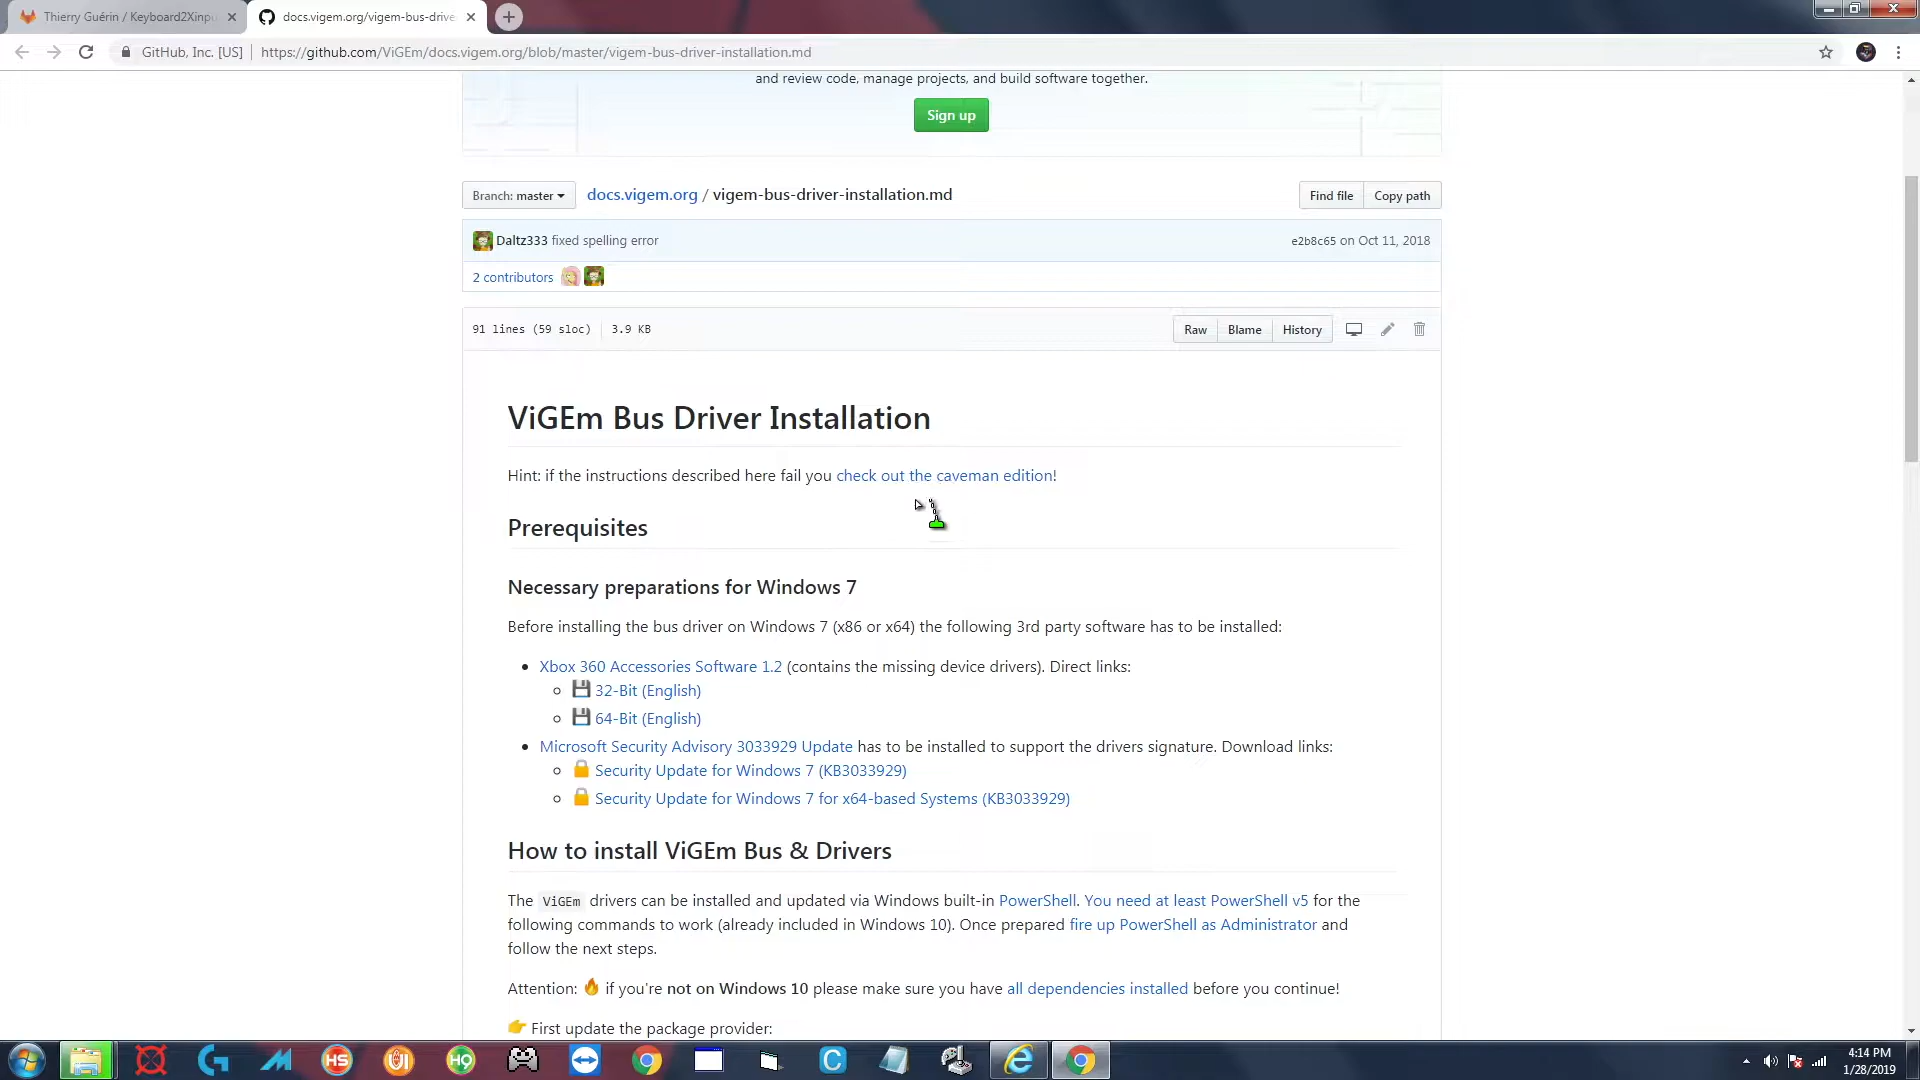 Thierry Guérin / Keyboard2Xinpu
docs.vigem.org/vigem-bus-drive
GitHub, Inc. [US]
https://github.com/ViGEm/docs.vigem.org/blob/master/vigem-bus-driver-installation.md
and review code, manage projects, and build software together.
Sign up
Branch: master
docs.vigem.org / vigem-bus-driver-installation.md
Find file
Copy path
Daltz333 fixed spelling error
e2b8c65 on Oct 11, 2018
2 contributors
91 lines (59 sloc)
3.9 KB
Raw
Blame
History
ViGEm Bus Driver Installation
Hint: if the instructions described here fail you check out the caveman edition!
Prerequisites
Necessary preparations for Windows 7
Before installing the bus driver on Windows 7 (x86 or x64) the following 3rd party software has to be installed:
Xbox 360 Accessories Software 1.2 (contains the missing device drivers). Direct links:
32-Bit (English)
64-Bit (English)
Microsoft Security Advisory 3033929 Update has to be installed to support the drivers signature. Download links:
Security Update for Windows 7 (KB3033929)
Security Update for Windows 7 for x64-based Systems (KB3033929)
How to install ViGEm Bus & Drivers
The ViGEm drivers can be installed and updated via Windows built-in PowerShell. You need at least PowerShell v5 for the
following commands to work (already included in Windows 10). Once prepared fire up PowerShell as Administrator and
follow the next steps.
Attention: 🔥 if you're not on Windows 10 please make sure you have all dependencies installed before you continue!
👉 First update the package provider:
HS
UI
HQ
4:14 PM
1/28/2019